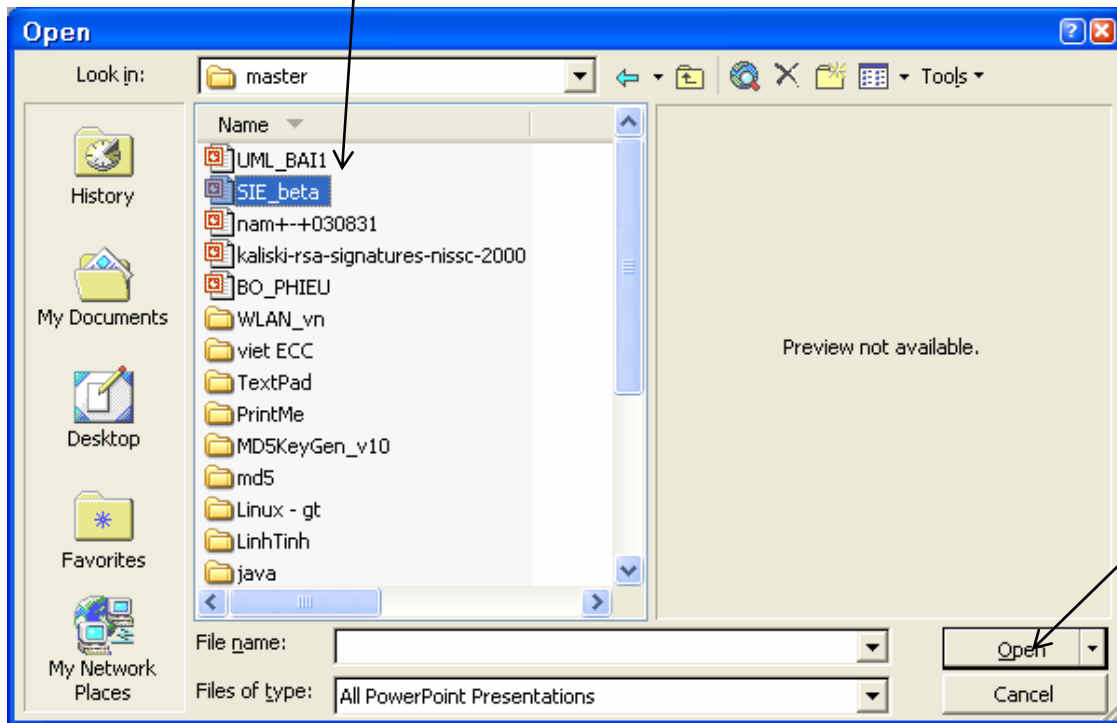 Open
Look in:
master
Tools
Name
UML_BAI1
SIE_beta
nam+-+030831
kaliski-rsa-signatures-nissc-2000
BO_PHIEU
WLAN_vn
viet ECC
TextPad
PrintMe
MD5KeyGen_v10
md5
Linux - gt
LinhTinh
java
History
My Documents
Desktop
Favorites
My Network
Places
Preview not available.
File name:
Open
Files of type:
All PowerPoint Presentations
Cancel